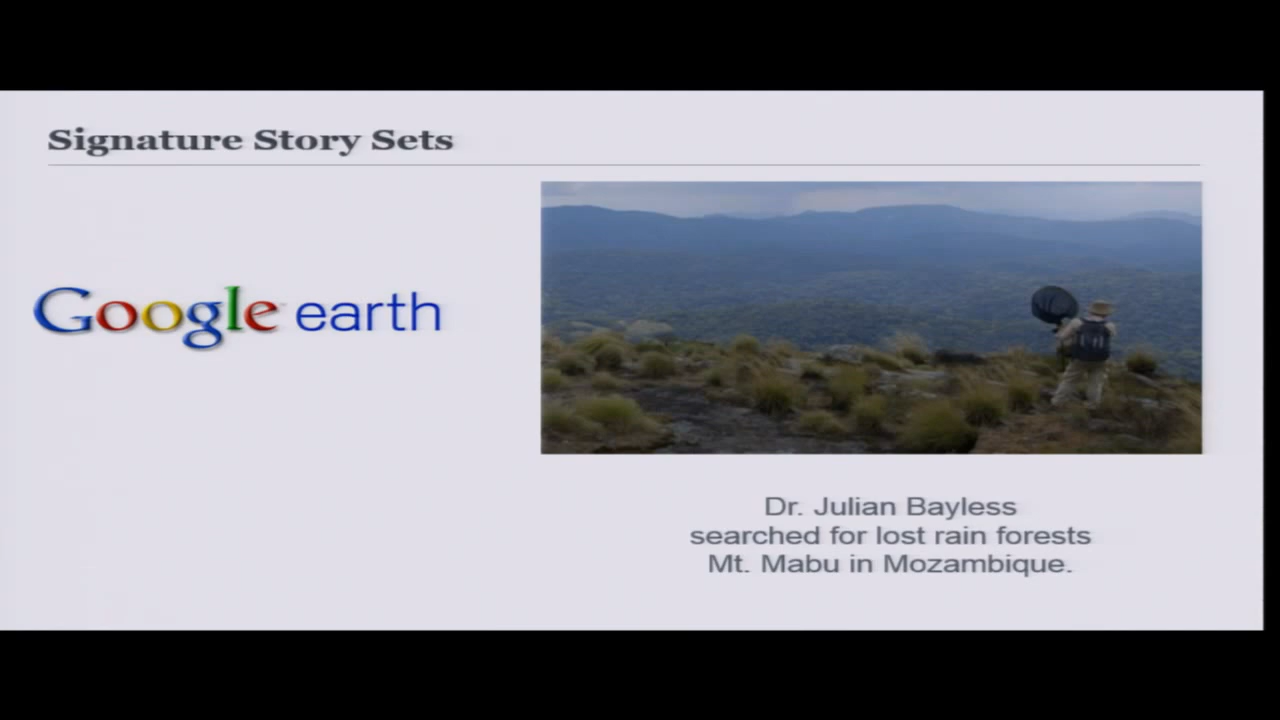 Signature Story Sets
Google earth
Dr. Julian Bayless
searched for lost rain forests
Mt. Mabu in Mozambique.